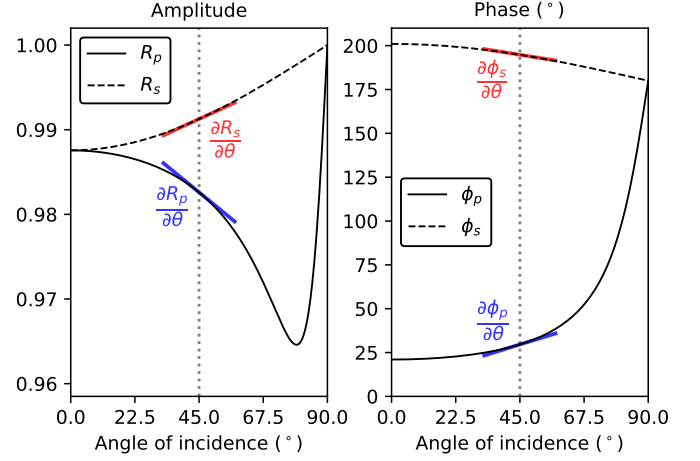 Amplitude
1.00
0.99
0.98
0.97
0.96
R_p
R_s
∂R_s
∂θ
∂R_p
∂θ
0.0 22.5 45.0 67.5 90.0
Angle of incidence (°)
Phase (°)
200
175
150
125
100
75
50
25
0
∂ϕ_s
∂θ
ϕ_p
ϕ_s
∂ϕ_p
∂θ
0.0 22.5 45.0 67.5 90.0
Angle of incidence (°)